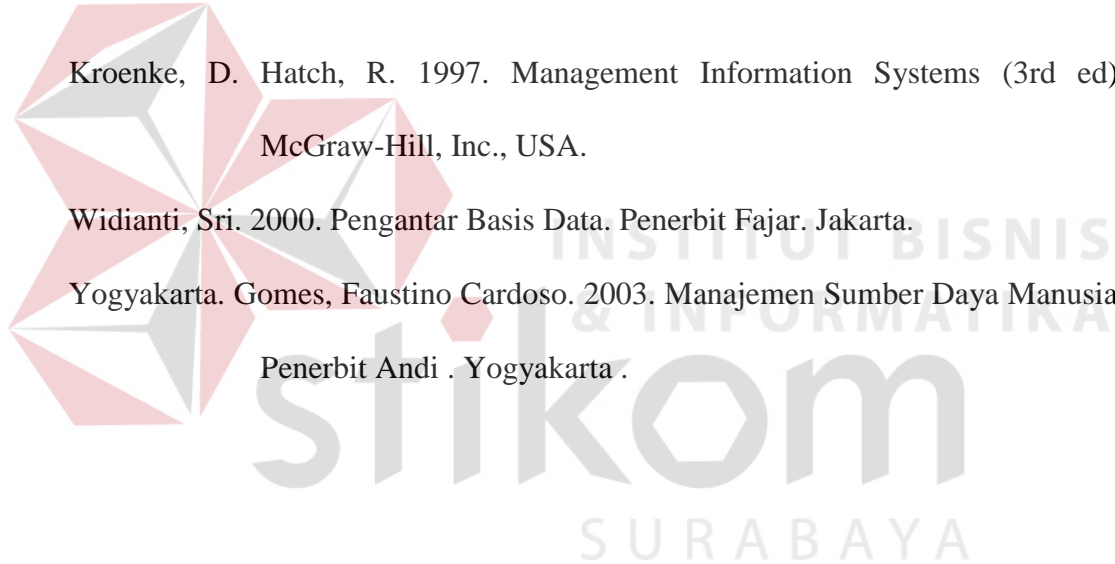 Kroenke, D. Hatch, R. 1997. Management Information Systems (3rd ed)
McGraw-Hill, Inc., USA.
Widianti, Sri. 2000. Pengantar Basis Data. Penerbit Fajar. Jakarta.
INSTITUT BISNIS
Yogyakarta. Gomes, Faustino Cardoso. 2003. Manajemen Sumber Daya Manusia
& INFORMATIKA
Penerbit Andi . Yogyakarta .
stikom
SURABAYA